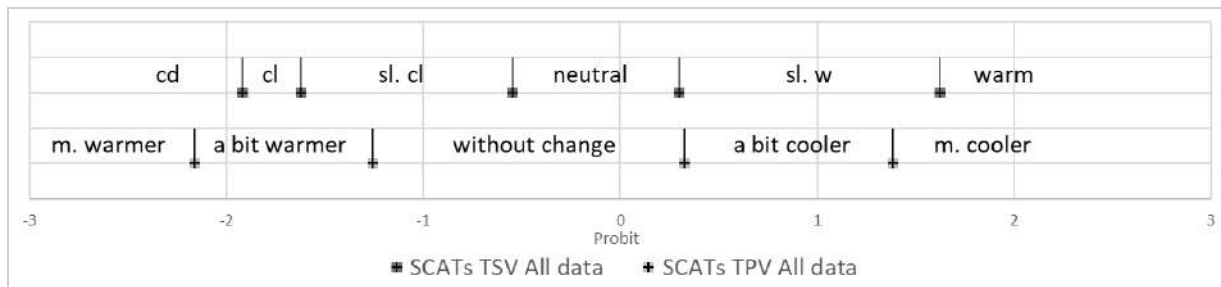 cd cl sl. cl neutral sl. w warm
m. warmer a bit warmer without change a bit cooler m. cooler
-3 -2 -1 0 1 2 3
Probit
SCATs TSV All data SCATs TPV All data